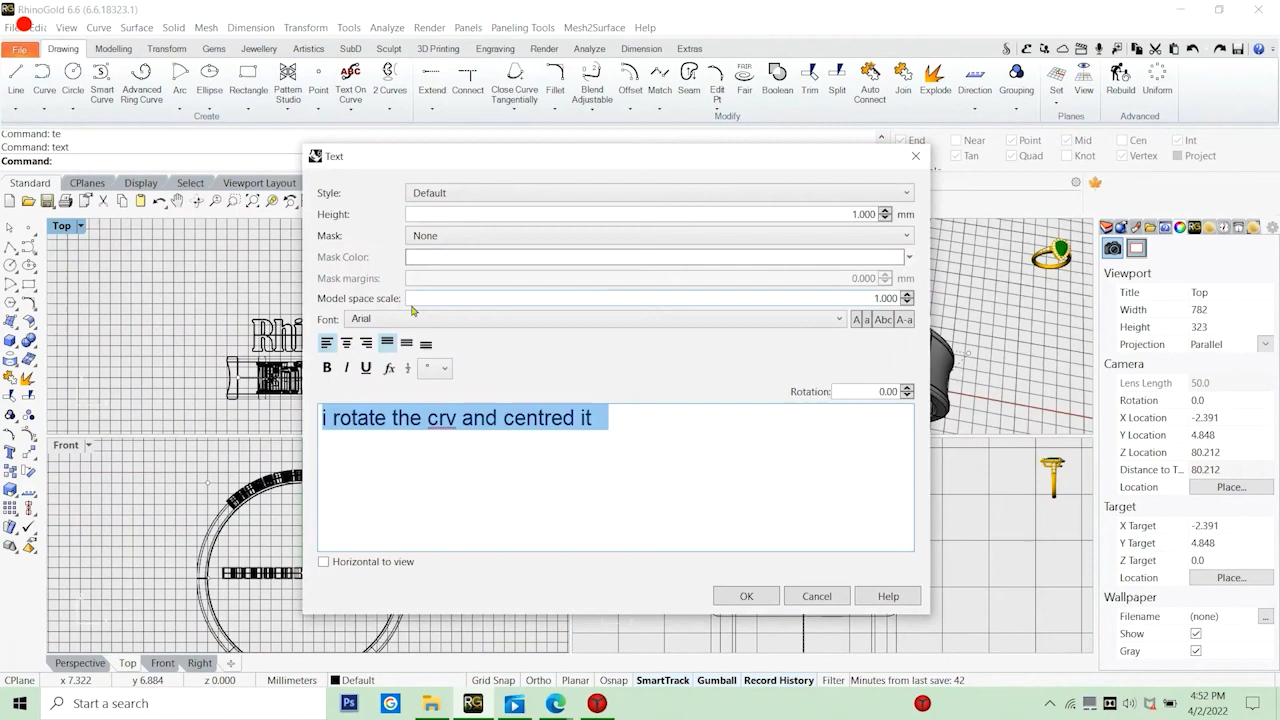 RhinoGold 6.6 (6.6.18323.1)
File Edit View Curve Surface Solid Mesh Dimension Transform Tools Analyze Render Panels Paneling Tools Mesh2Surface Help
File Drawing Modelling Transform Gems Jewellery Artistics SubD Sculpt 3D Printing Engraving Render Analyze Dimension Extras
Line Curve Circle Smart Curve Advanced Ring Curve Arc Ellipse Rectangle Pattern Studio Point Text On Curve 2 Curves Extend Connect Close Curve Tangentially Fillet Blend Adjustable Offset Match Seam Edit Pt Fair Boolean Trim Split Auto Connect Join Explode Direction Grouping Set View Rebuild Uniform
Create Modify Planes Advanced
Command: te
Command: text
Command:
End Near Point Mid Cen Int
Tan Quad Knot Vertex Project
Standard CPlanes Display Select Viewport Layout
Top
Front
Text
Style: Default
Height: 1.000 mm
Mask: None
Mask Color:
Mask margins: 0.000 mm
Model space scale: 1.000
Font: Arial
Rotation: 0.00
i rotate the crv and centred it
Horizontal to view
OK Cancel Help
Viewport
Title Top
Width 782
Height 323
Projection Parallel
Camera
Lens Length 50.0
Rotation 0.0
X Location -2.391
Y Location 4.848
Z Location 80.212
Distance to T... 80.212
Location Place...
Target
X Target -2.391
Y Target 4.848
Z Target 0.0
Location Place...
Wallpaper
Filename (none) ...
Show
Gray
Perspective Top Front Right
CPlane x 7.322 y 6.884 z 0.000 Millimeters Default Grid Snap Ortho Planar Osnap SmartTrack Gumball Record History Filter Minutes from last save: 42
Start a search
4:52 PM
4/2/2022